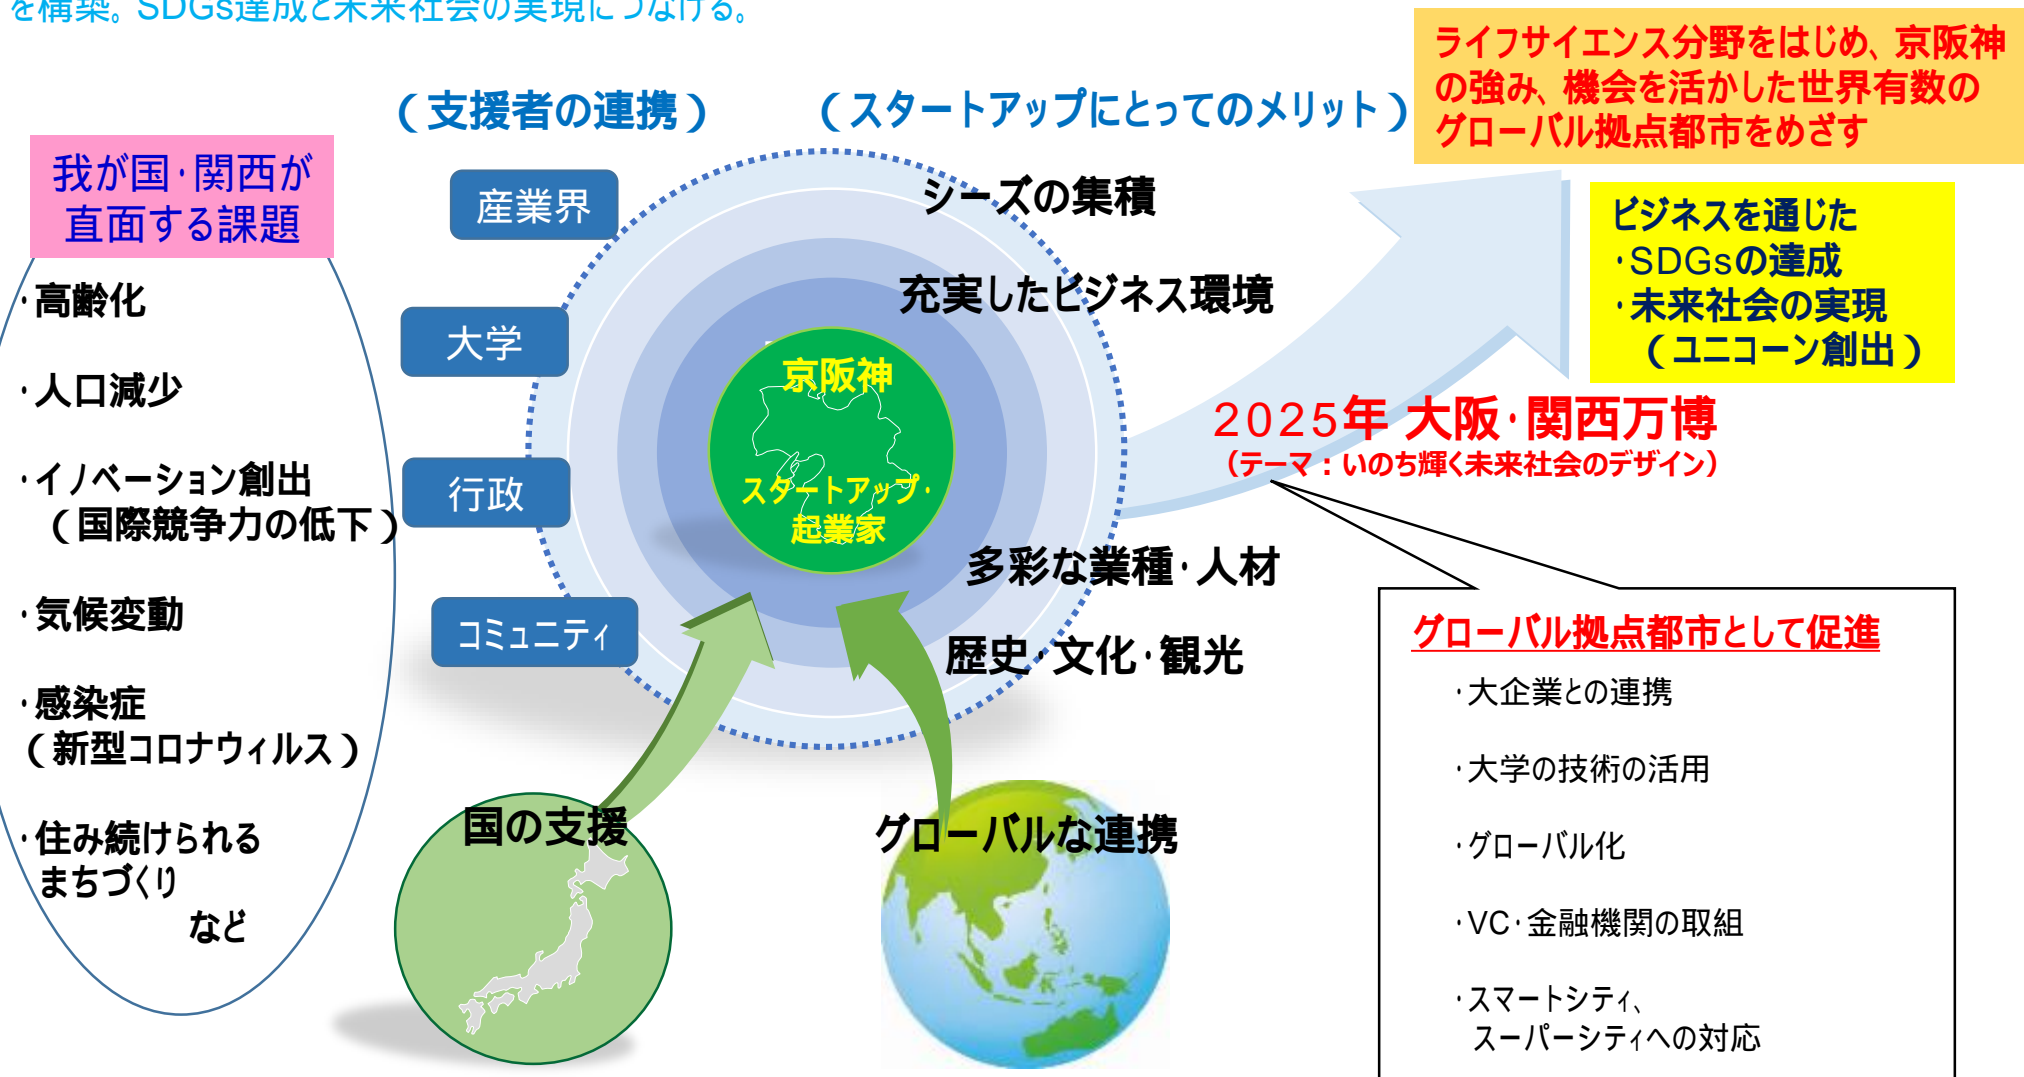 を構築。SDGs達成と未来社会の実現につなげる。
ライフサイエンス分野をはじめ、京阪神
の強み、機会を活かした世界有数の
グローバル拠点都市をめざす
（支援者の連携）
（スタートアップにとってのメリット）
我が国・関西が
直面する課題
・高齢化
・人口減少
・イノベーション創出
（国際競争力の低下）
・気候変動
・感染症
（新型コロナウィルス）
・住み続けられる
まちづくり
など
産業界
大学
行政
コミュニティ
シーズの集積
充実したビジネス環境
京阪神
スタートアップ・
起業家
多彩な業種・人材
歴史・文化・観光
国の支援
グローバルな連携
ビジネスを通じた
・SDGsの達成
・未来社会の実現
（ユニコーン創出）
2025年 大阪・関西万博
（テーマ：いのち輝く未来社会のデザイン）
グローバル拠点都市として促進
・大企業との連携
・大学の技術の活用
・グローバル化
・VC・金融機関の取組
・スマートシティ、
スーパーシティへの対応